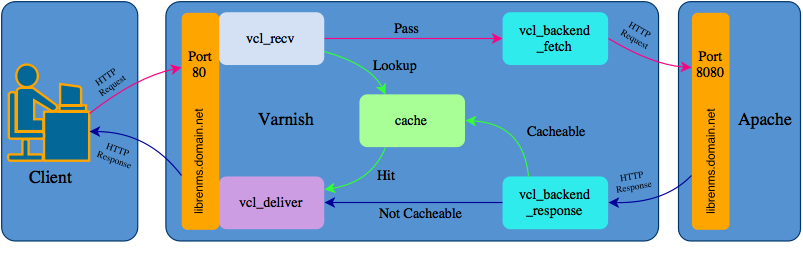 Client
HTTP
Request
HTTP
Response
Port
80
librenms.domain.net
vcl_recv
Pass
vcl_backend
_fetch
Lookup
cache
Varnish
Cacheable
Hit
vcl_deliver
Not Cacheable
vcl_backend
_response
HTTP
Request
HTTP
Response
Port
8080
librenms.domain.net
Apache